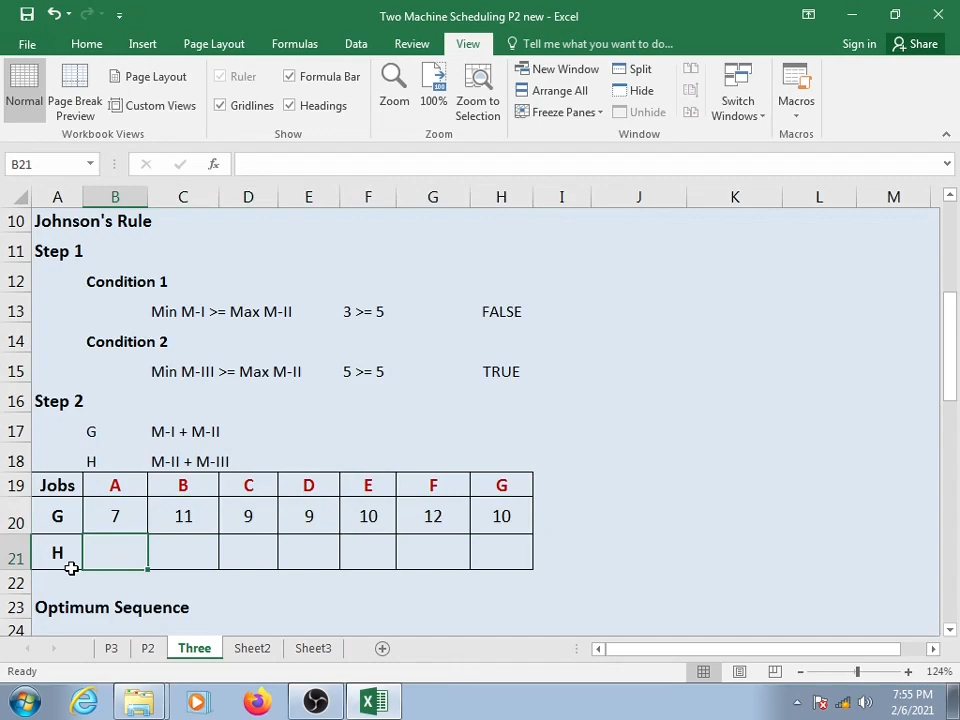 Two Machine Scheduling P2 new - Excel
File Home Insert Page Layout Formulas Data Review View Tell me what you want to do... Sign in Share
Normal Page Break Preview Page Layout Custom Views
Ruler Formula Bar Gridlines Headings
Zoom 100% Zoom to Selection
New Window Arrange All Freeze Panes Split Hide Unhide
Switch Windows Macros
Workbook Views Show Zoom Window Macros
B21 fx
A B C D E F G H I J K L M
10 Johnson's Rule
11 Step 1
12 Condition 1
13 Min M-I >= Max M-II 3 >= 5 FALSE
14 Condition 2
15 Min M-III >= Max M-II 5 >= 5 TRUE
16 Step 2
17 G M-I + M-II
18 H M-II + M-III
19 Jobs A B C D E F G
20 G 7 11 9 9 10 12 10
21 H
22
23 Optimum Sequence
24
P3 P2 Three Sheet2 Sheet3
Ready 124%
7:55 PM
2/6/2021